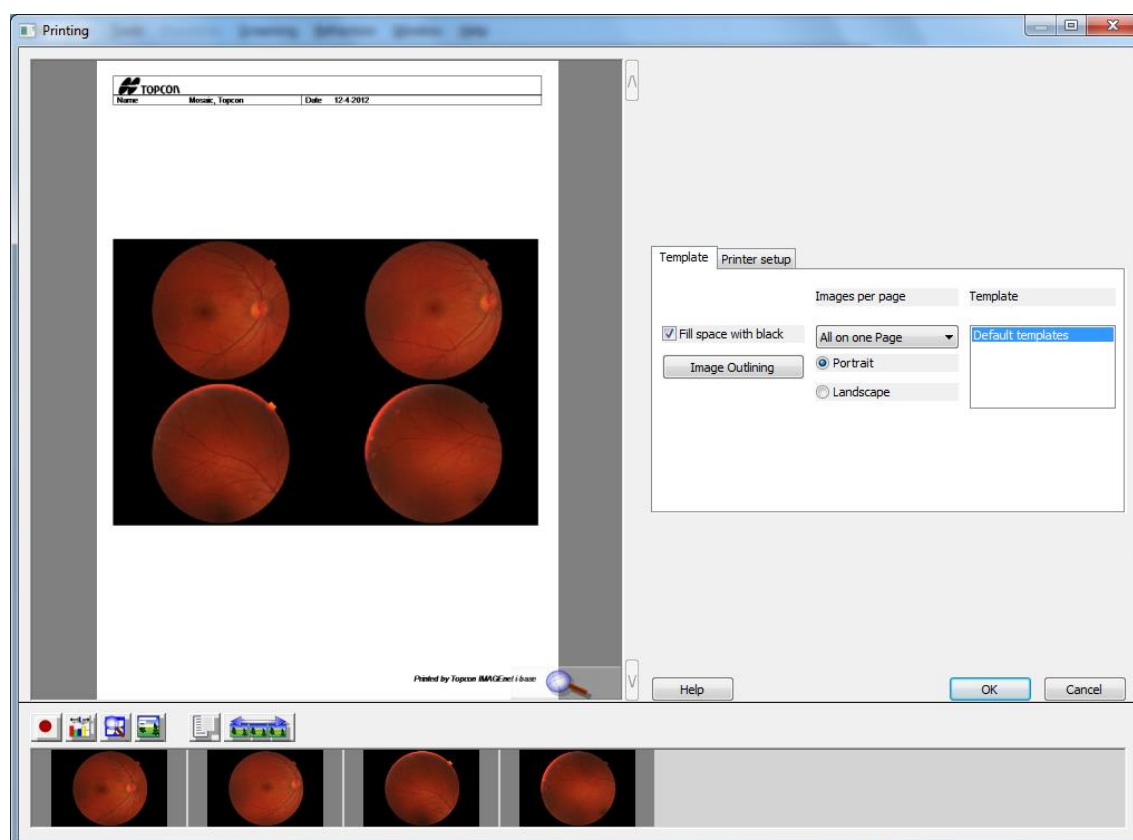 Printing
TOPCON
Name Mosaic, Topcon Date 12-4-2012
Template Printer setup
Images per page Template
Fill space with black All on one Page Default templates
Image Outlining Portrait
Landscape
Printed by Topcon IMAGEnet i-base
Help OK Cancel